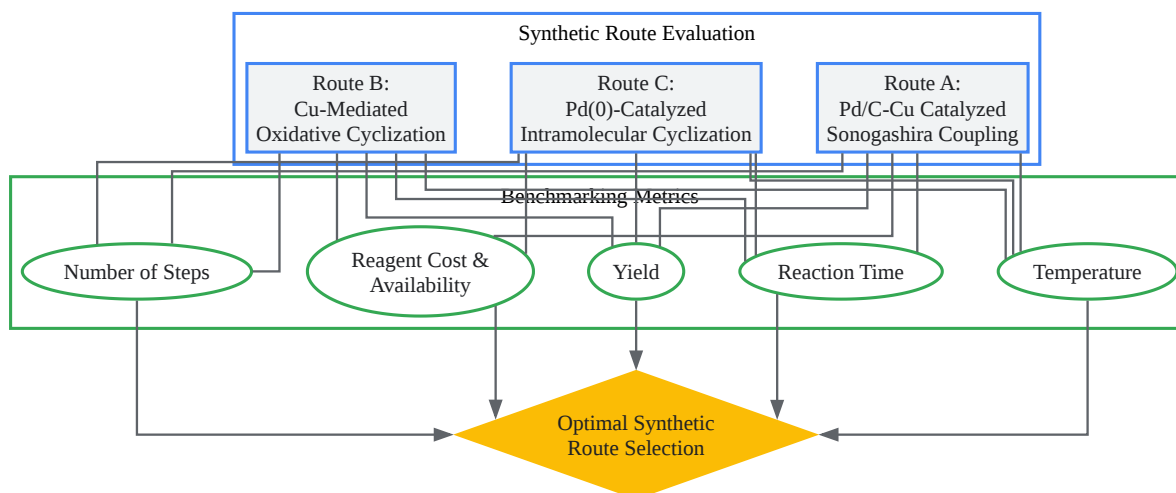 Synthetic Route Evaluation
Route B:
Cu-Mediated
Oxidative Cyclization
Route C:
Pd(0)-Catalyzed
Intramolecular Cyclization
Route A:
Pd/C-Cu Catalyzed
Sonogashira Coupling
Benchmarking Metrics
Number of Steps
Reagent Cost &
Availability
Yield
Reaction Time
Temperature
Optimal Synthetic
Route Selection